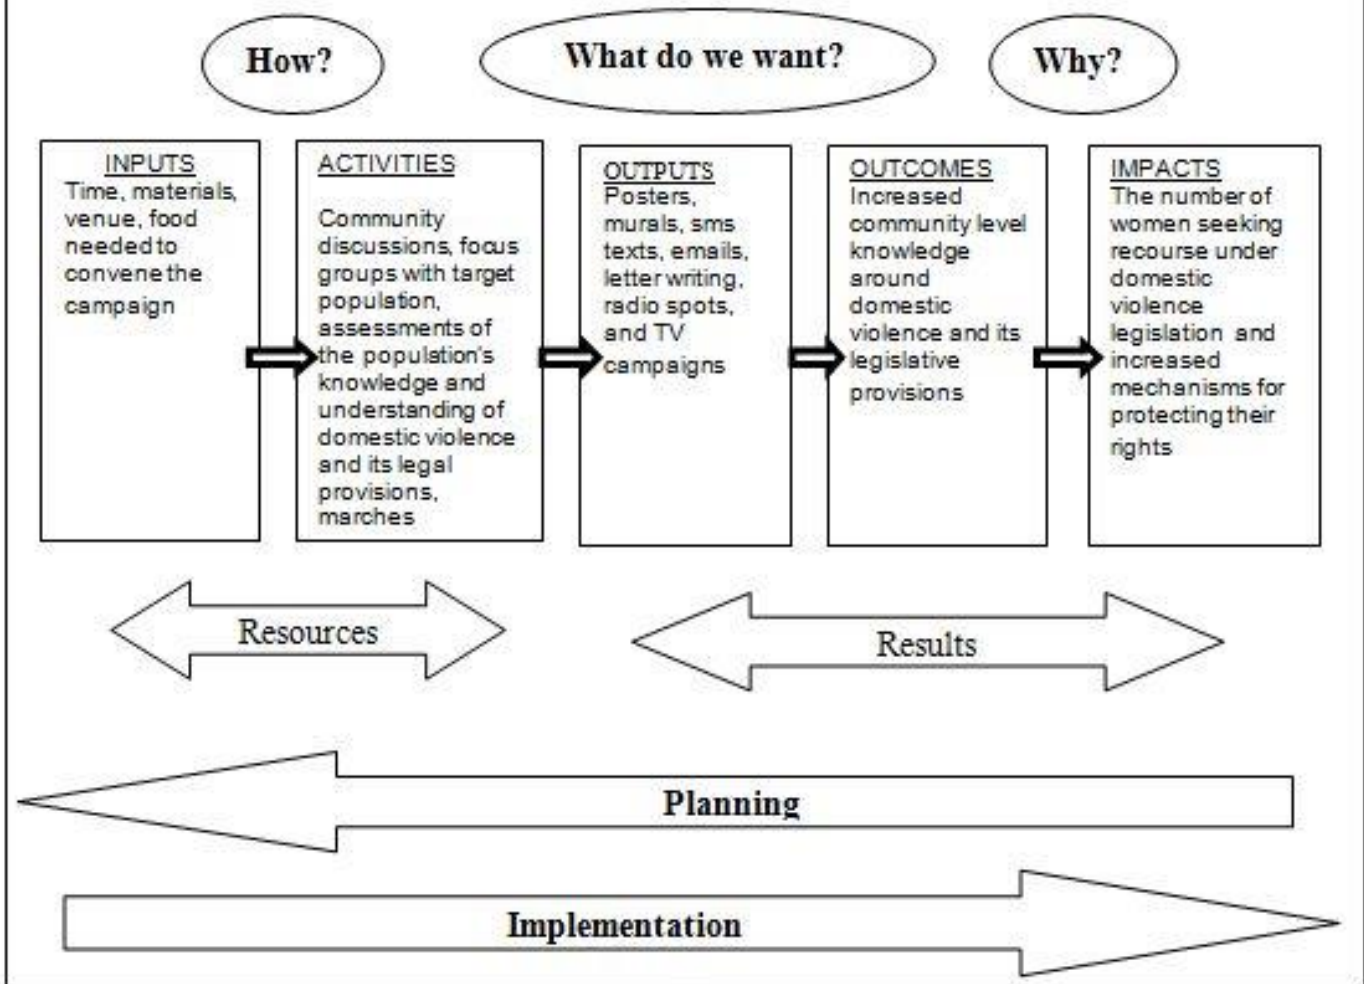 How?
What do we want?
Why?
INPUTS
Time, materials,
venue, food
needed to
convene the
campaign
ACTIVITIES
Community
discussions, focus
groups with target
population,
assessments of
the population's
knowledge and
understanding of
domestic violence
and its legal
provisions,
marches
OUTPUTS
Posters,
murals, sms
texts, emails,
letter writing,
radio spots,
and TV
campaigns
OUTCOMES
Increased
community level
knowledge
around
domestic
violence and its
legislative
provisions
IMPACTS
The number of
women seeking
recourse under
domestic
violence
legislation and
increased
mechanisms for
protecting their
rights
Resources
Results
Planning
Implementation